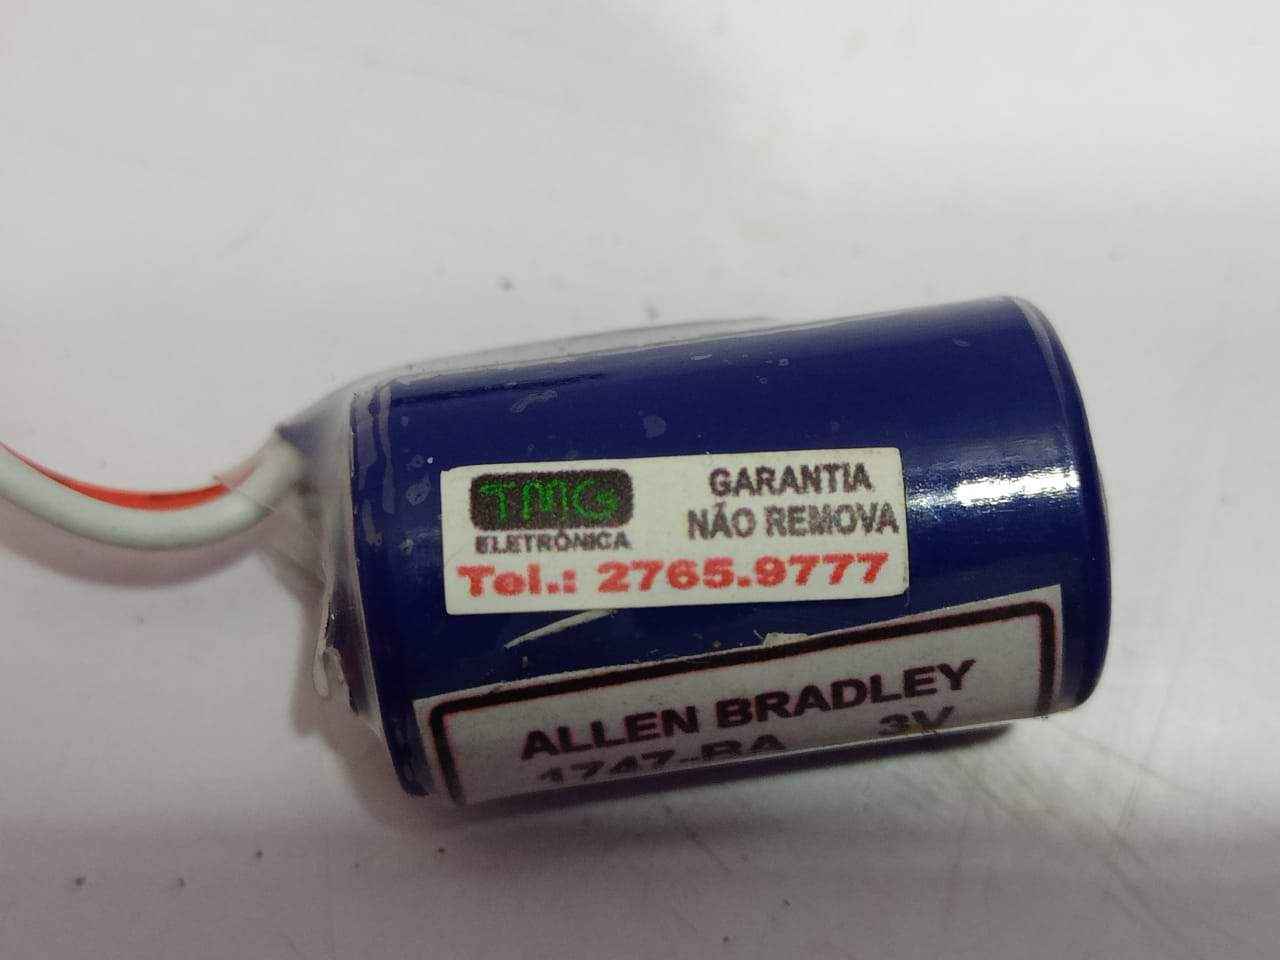 TMG
ELETRÔNICA
GARANTIA
NÃO REMOVA
Tel.: 2765.9777
ALLEN BRADLEY
1747-BA 3V